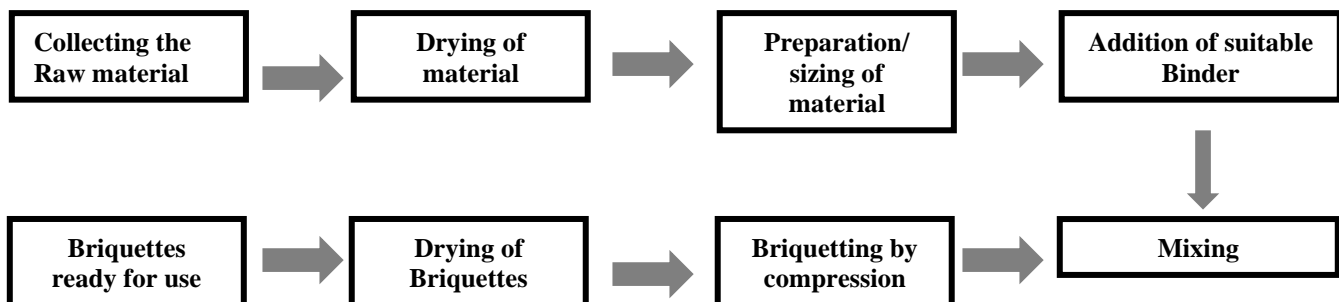 Collecting the
Raw material
Drying of
material
Preparation/
sizing of
material
Addition of suitable
Binder
Briquettes
ready for use
Drying of
Briquettes
Briquetting by
compression
Mixing